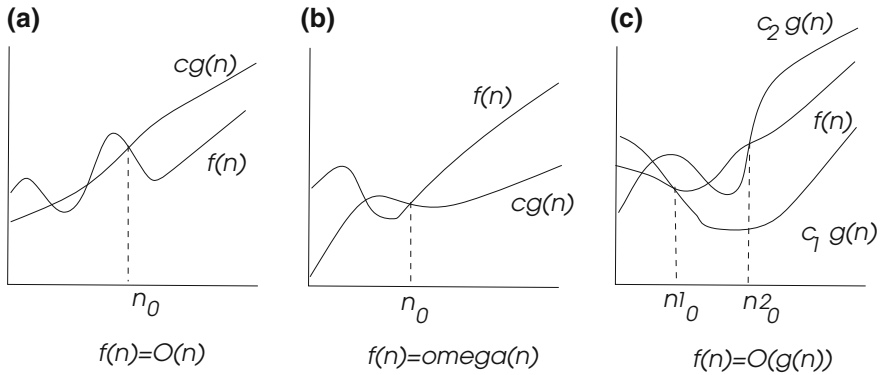 (a)
cg(n)
f(n)
n0
f(n)=O(n)
(b)
f(n)
cg(n)
n0
f(n)=omega(n)
(c)
c2 g(n)
f(n)
c1 g(n)
n10
n20
f(n)=O(g(n))